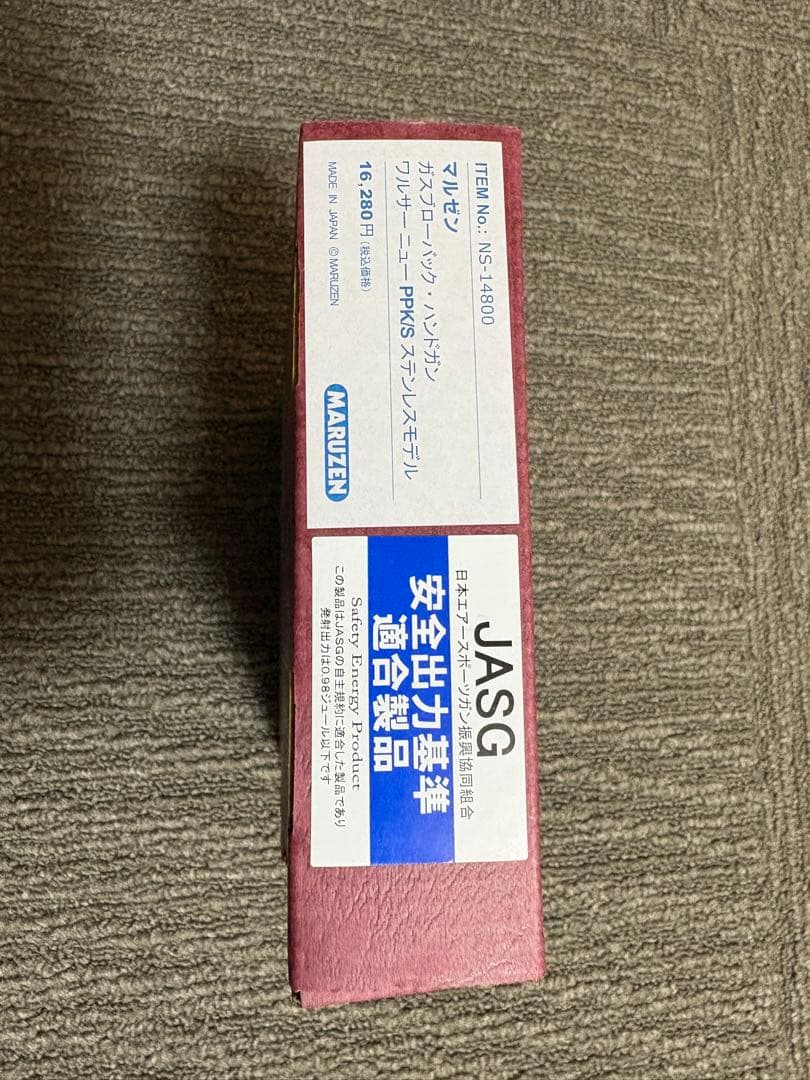 ITEM No.: NS-14800
マルゼン
ガスブローバック・ハンドガン
ワルサー ニュー PPK/S ステンレスモデル
16,280円 (税込価格)
MADE IN JAPAN ©MARUZEN
MARUZEN
JASG
日本エアースポーツガン振興協同組合
安全出力基準
適合製品
Safety Energy Product
この製品はJASGの自主規約に適合した製品であり
発射出力は0.98ジュール以下です